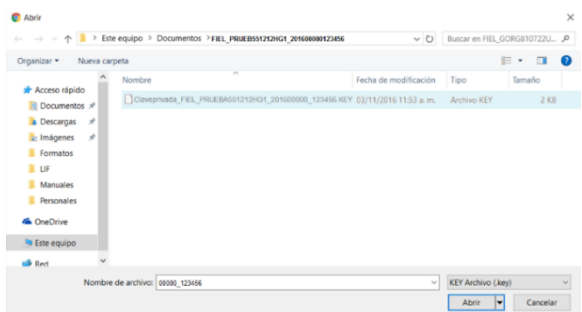 Abrir
Este equipo > Documentos > FIEL_PRUEB551212HG1_201600000123456
Buscar en FIEL_GORG810722U...
Organizar Nueva carpeta
Nombre Fecha de modificación Tipo Tamaño
Claveprivada_FIEL_PRUEBA551212HG1_201600000_123456.KEY 03/11/2016 11:53 a. m. Archivo KEY 2 KB
Acceso rápido
Documentos
Descargas
Imágenes
Formatos
LIF
Manuales
Personales
OneDrive
Este equipo
Red
Nombre de archivo: 00000_123456 KEY Archivo (.key)
Abrir Cancelar